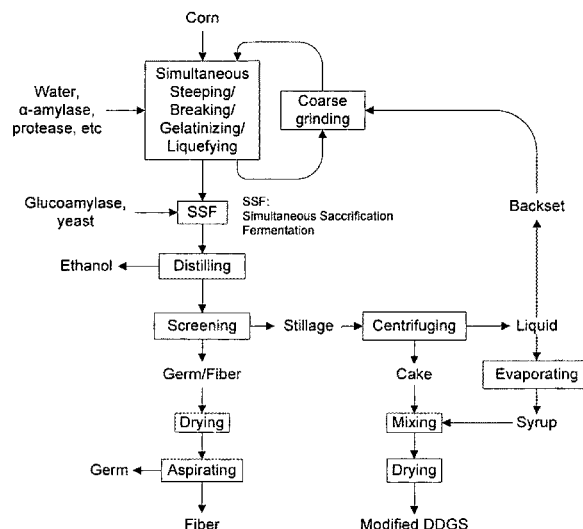 Corn
Simultaneous
Steeping/
Breaking/
Gelatinizing/
Liquefying
Water,
α-amylase,
protease, etc
Coarse
grinding
Glucoamylase,
yeast
SSF
SSF:
Simultaneous Saccrification
Fermentation
Backset
Ethanol
Distilling
Screening
Stillage
Centrifuging
Liquid
Germ/Fiber
Cake
Evaporating
Drying
Mixing
Syrup
Germ
Aspirating
Drying
Fiber
Modified DDGS